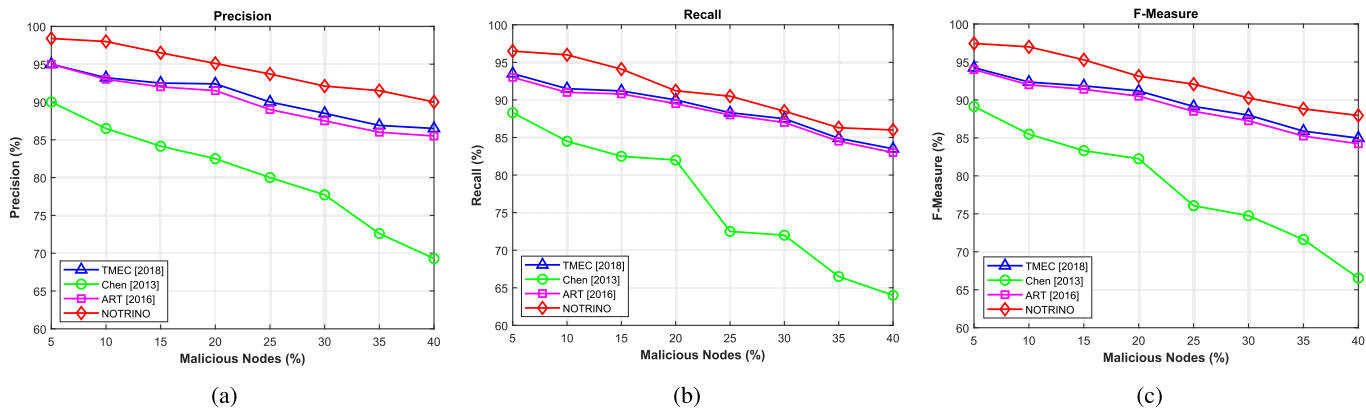 Precision
100
95
90
85
80
75
70
65
60
Precision (%)
TMEC [2018]
Chen [2013]
ART [2016]
NOTRINO
5 10 15 20 25 30 35 40
Malicious Nodes (%)
(a)
Recall
100
95
90
85
80
75
70
65
60
Recall (%)
TMEC [2018]
Chen [2013]
ART [2016]
NOTRINO
5 10 15 20 25 30 35 40
Malicious Nodes (%)
(b)
F-Measure
100
95
90
85
80
75
70
65
60
F-Measure (%)
TMEC [2018]
Chen [2013]
ART [2016]
NOTRINO
5 10 15 20 25 30 35 40
Malicious Nodes (%)
(c)